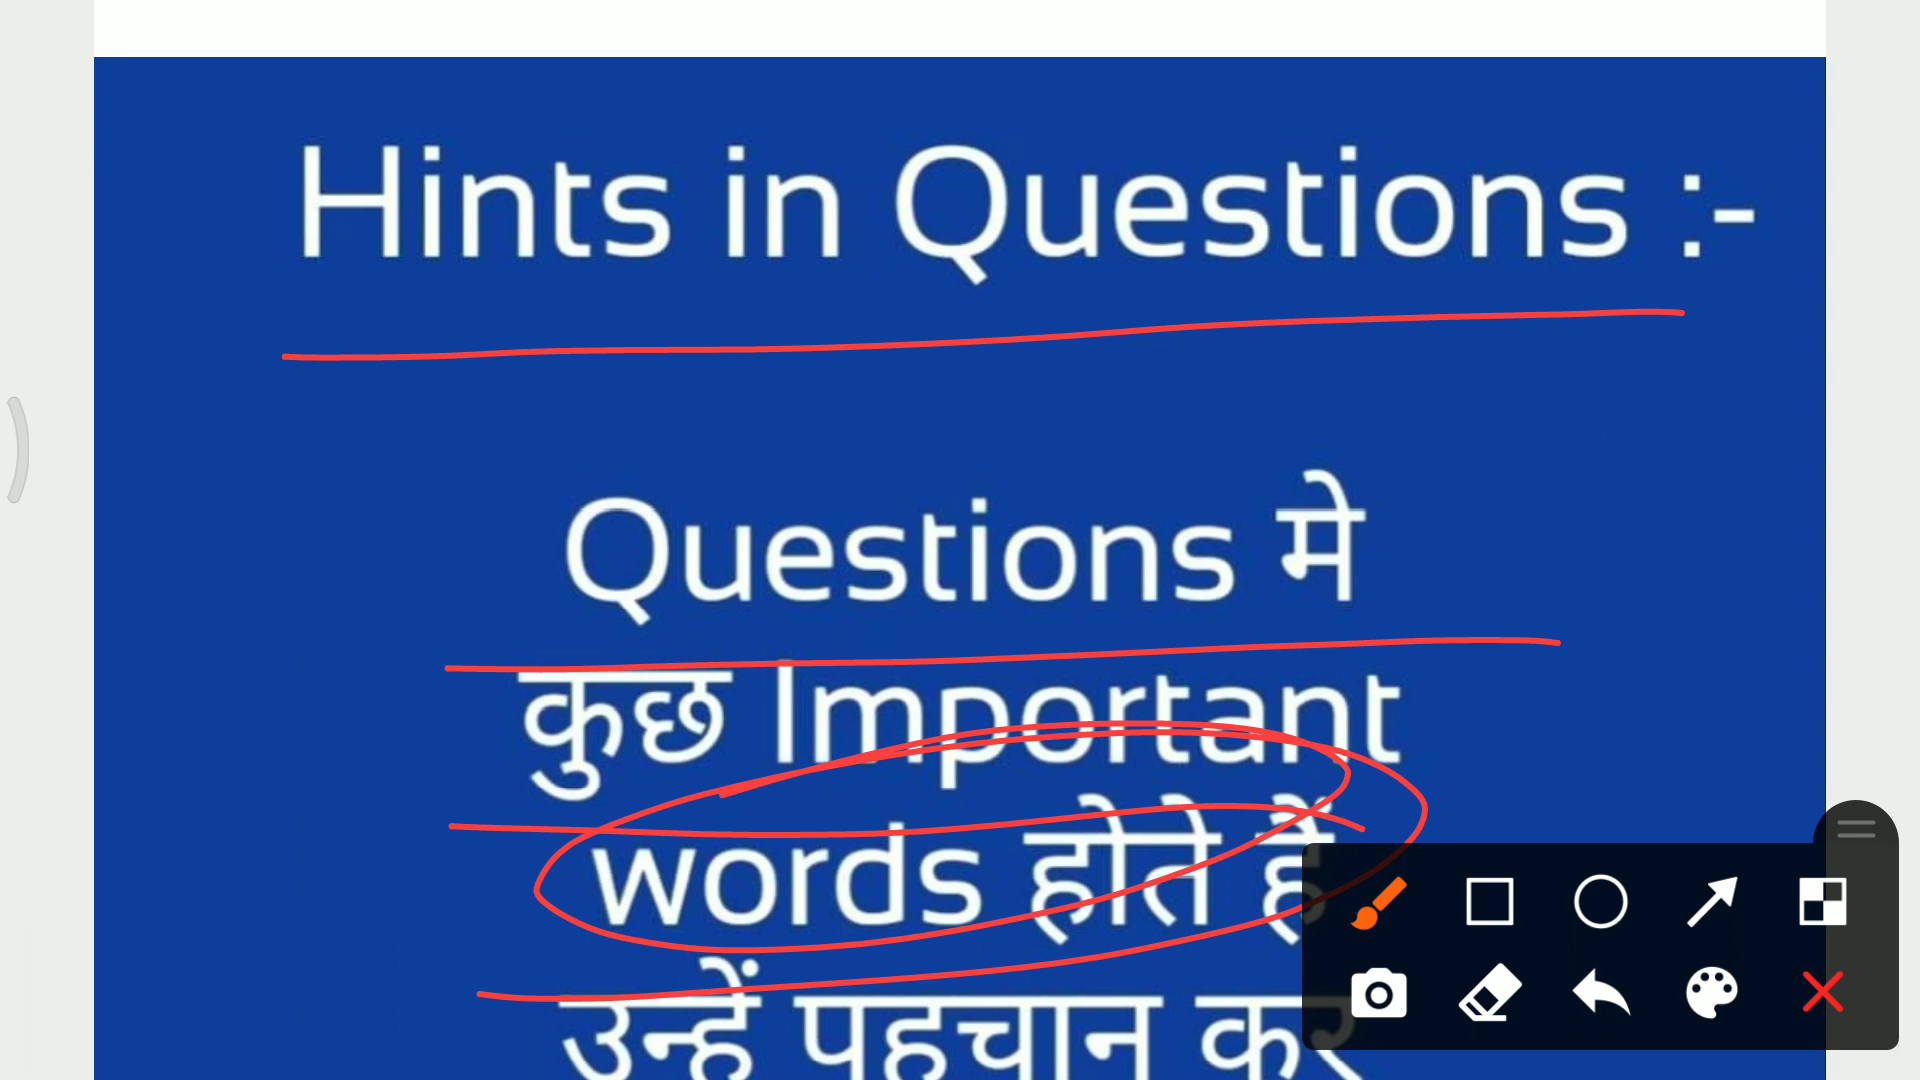 Hints in Questions :-
Questions मे
कुछ Important
words होते हैं
उन्हें पहचान कर